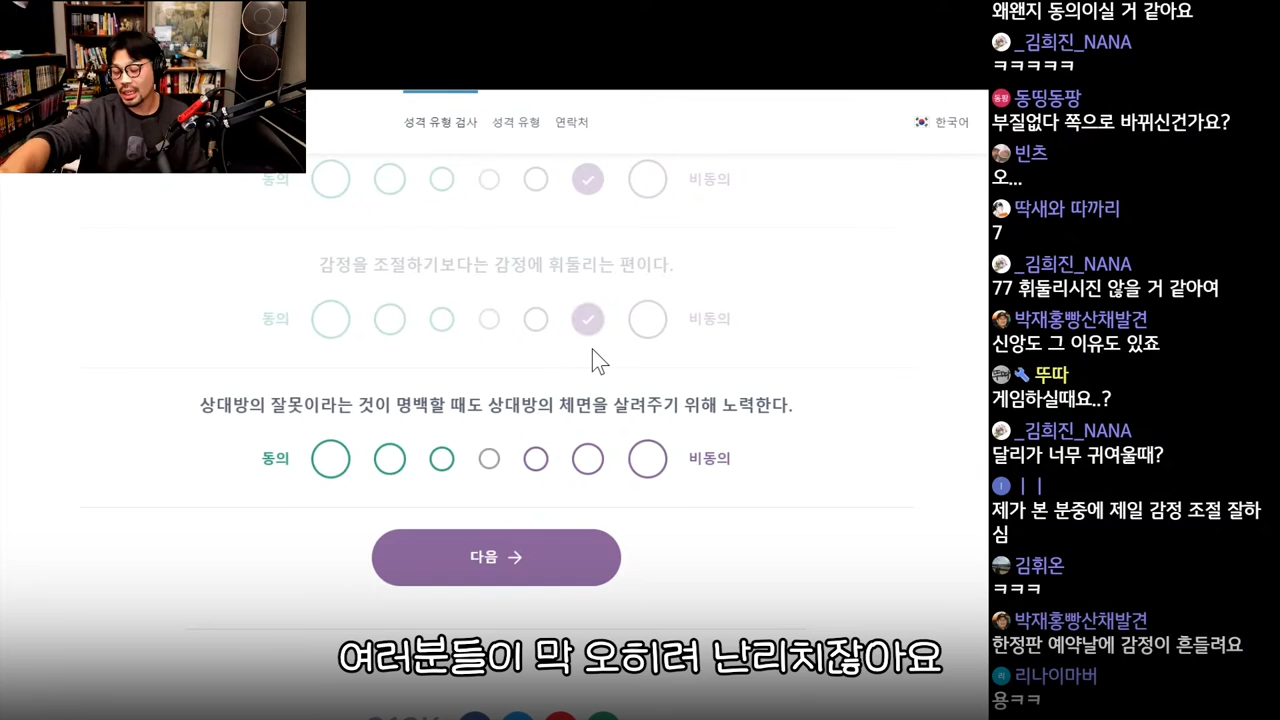 성격 유형 검사
성격 유형
연락처
한국어
동의
비동의
감정을 조절하기보다는 감정에 휘둘리는 편이다.
동의
비동의
상대방의 잘못이라는 것이 명백할 때도 상대방의 체면을 살려주기 위해 노력한다.
동의
비동의
다음 →
여러분들이 막 오히려 난리치잖아요
왜왠지 동의이실 거 같아요
_김희진_NANA
ㅋㅋㅋㅋㅋ
동띵동팡
부질없다 쪽으로 바뀌신건가요?
빈츠
오...
딱새와 따까리
7
_김희진_NANA
77 휘둘리시진 않을 거 같아여
박재홍빵산채발견
신앙도 그 이유도 있죠
뚜따
게임하실때요..?
_김희진_NANA
달리가 너무 귀여울때?
ㅣㅣ
제가 본 분중에 제일 감정 조절 잘하
심
김휘온
ㅋㅋㅋ
박재홍빵산채발견
한정판 예약날에 감정이 흔들려요
리나이마버
용ㅋㅋ